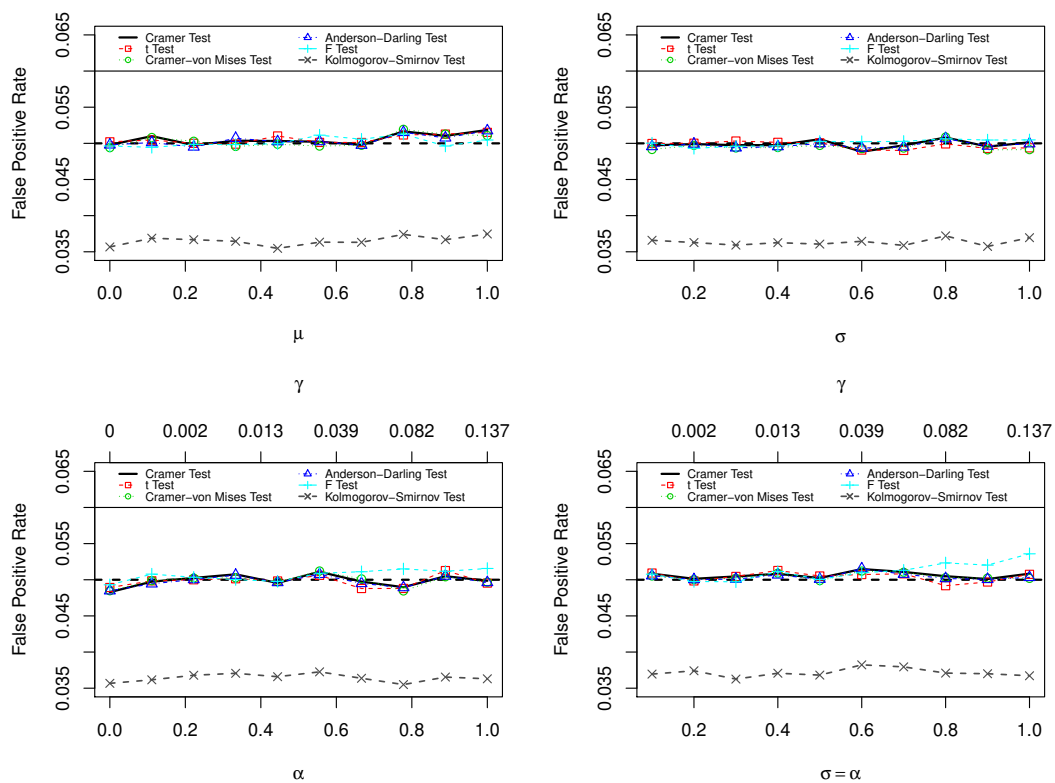 0.065
Cramer Test
t Test
Cramer−von Mises Test
Anderson−Darling Test
F Test
Kolmogorov−Smirnov Test
False Positive Rate
0.055
0.045
0.035
0.0 0.2 0.4 0.6 0.8 1.0
μ
0.065
Cramer Test
t Test
Cramer−von Mises Test
Anderson−Darling Test
F Test
Kolmogorov−Smirnov Test
False Positive Rate
0.055
0.045
0.035
0.2 0.4 0.6 0.8 1.0
σ
γ
0 0.002 0.013 0.039 0.082 0.137
0.065
Cramer Test
t Test
Cramer−von Mises Test
Anderson−Darling Test
F Test
Kolmogorov−Smirnov Test
False Positive Rate
0.055
0.045
0.035
0.0 0.2 0.4 0.6 0.8 1.0
α
γ
0.002 0.013 0.039 0.082 0.137
0.065
Cramer Test
t Test
Cramer−von Mises Test
Anderson−Darling Test
F Test
Kolmogorov−Smirnov Test
False Positive Rate
0.055
0.045
0.035
0.2 0.4 0.6 0.8 1.0
σ = α